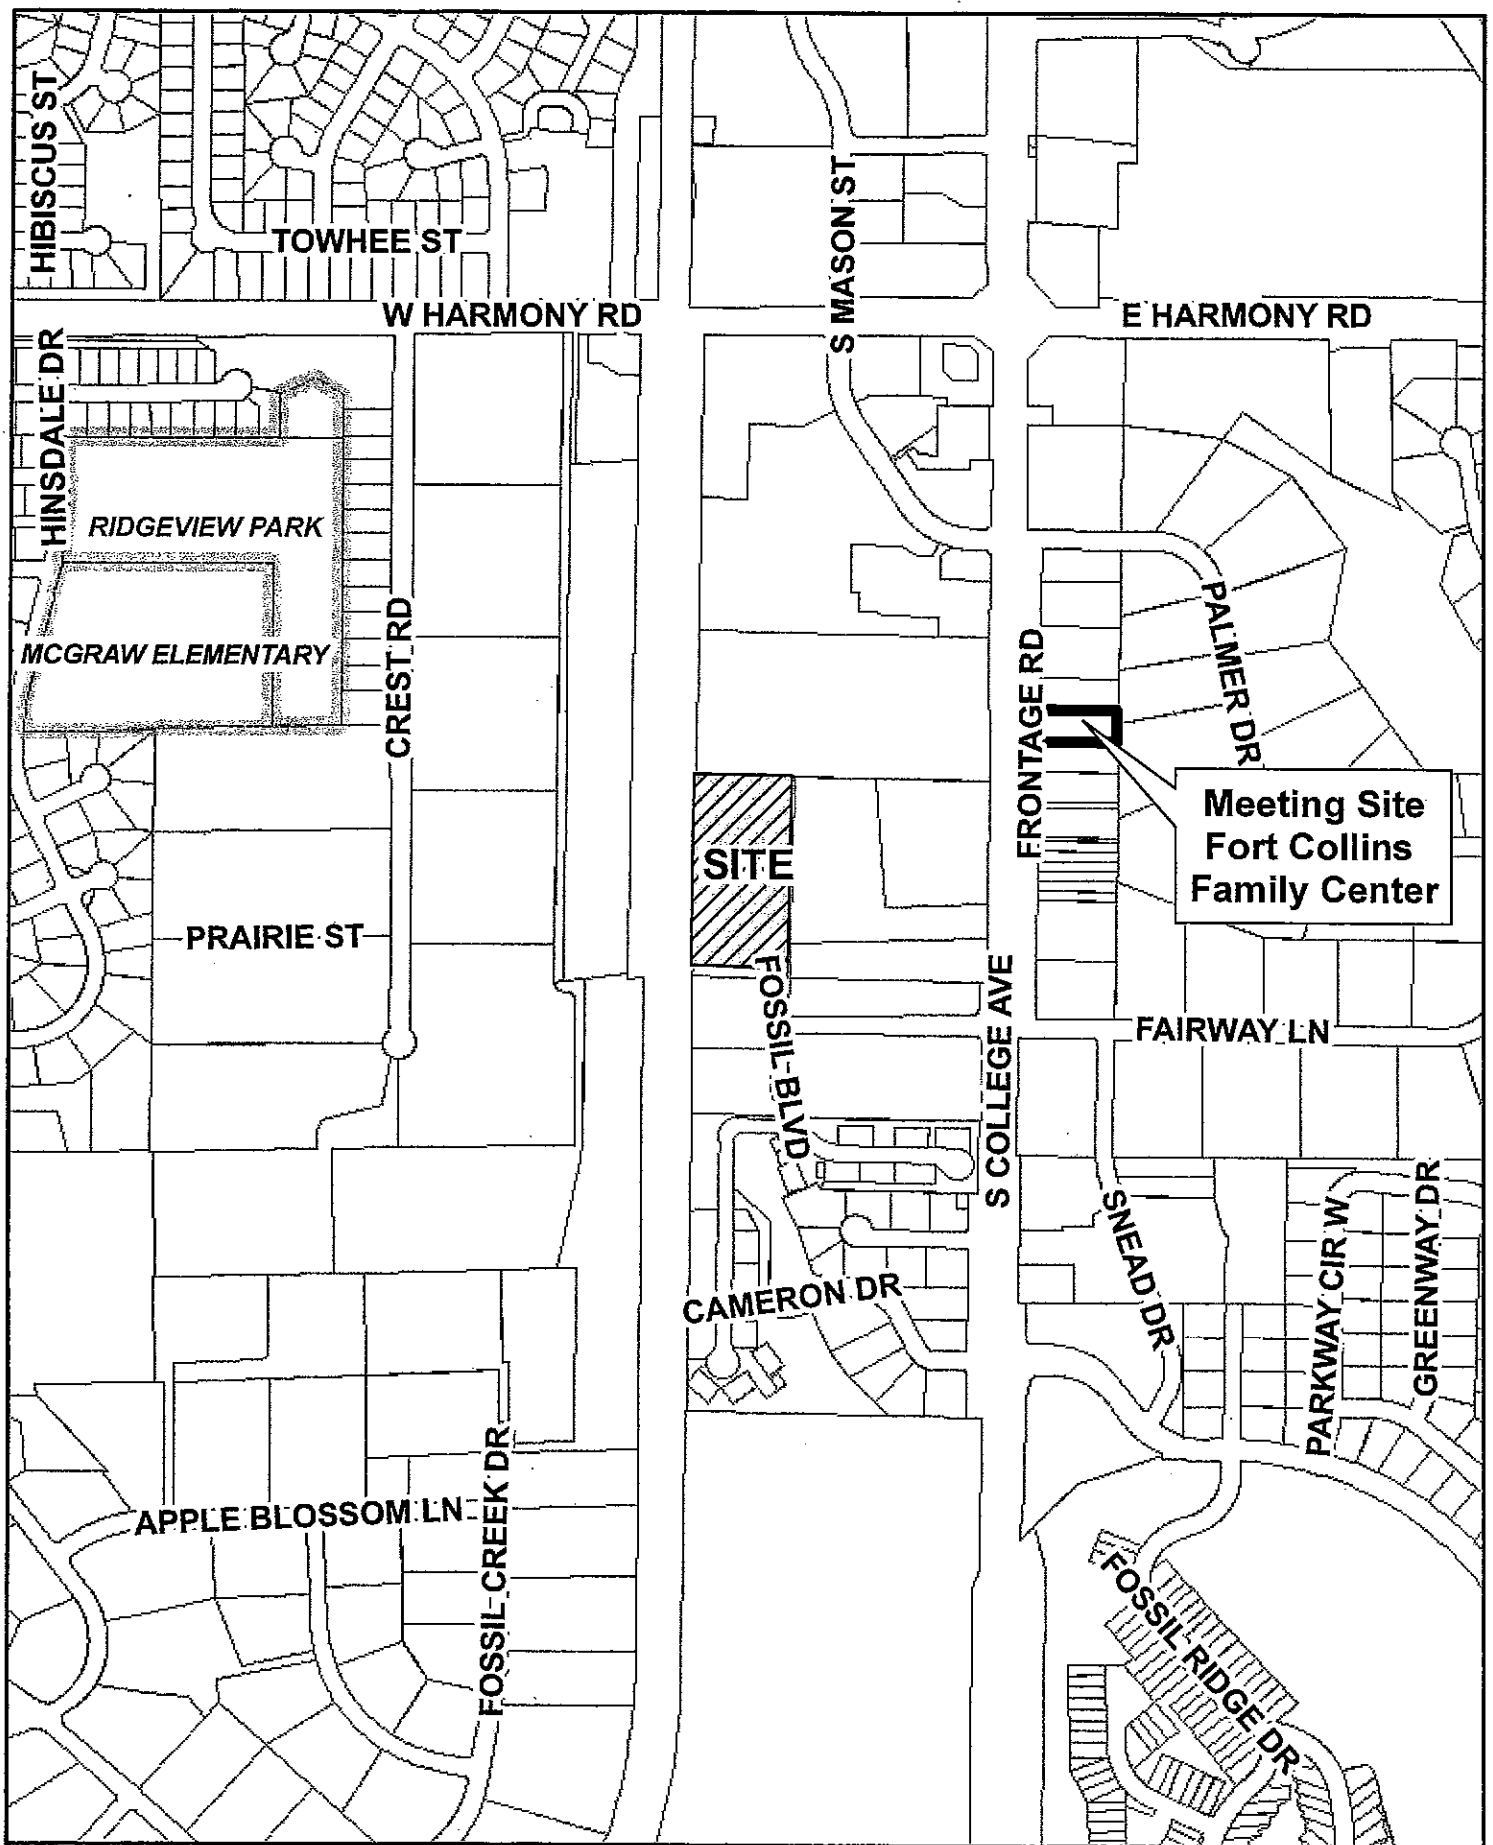 HIBISCUS ST
TOWHEE ST
S MASON ST
W HARMONY RD
E HARMONY RD
HINSDALE DR
RIDGEVIEW PARK
MCGRAW ELEMENTARY
CREST RD
PALMER DR
FRONTAGE RD
Meeting Site
Fort Collins
Family Center
SITE
PRAIRIE ST
FOSSIL BLVD
S COLLEGE AVE
FAIRWAY LN
SNEAD DR
PARKWAY CIR W
GREENWAY DR
CAMERON DR
APPLE BLOSSOM LN
FOSSIL CREEK DR
FOSSIL RIDGE DR